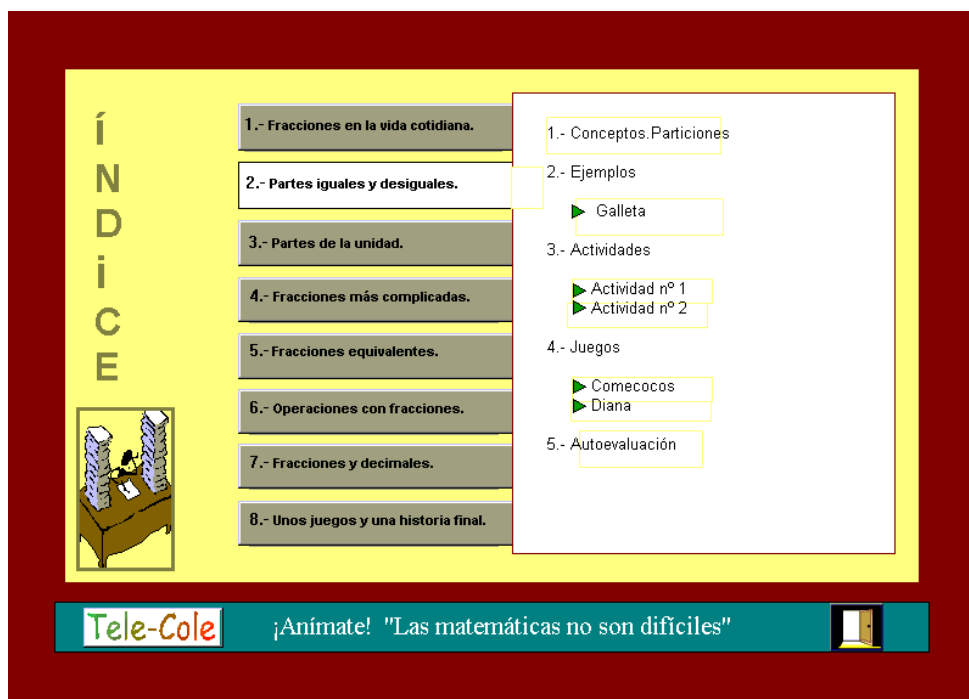 íNDiCE
1.- Fracciones en la vida cotidiana.
2.- Partes iguales y desiguales.
3.- Partes de la unidad.
4.- Fracciones más complicadas.
5.- Fracciones equivalentes.
6.- Operaciones con fracciones.
7.- Fracciones y decimales.
8.- Unos juegos y una historia final.
1.- Conceptos.Particiones
2.- Ejemplos
Galleta
3.- Actividades
Actividad nº 1
Actividad nº 2
4.- Juegos
Comecocos
Diana
5.- Autoevaluación
Tele-Cole
¡Anímate! "Las matemáticas no son difíciles"